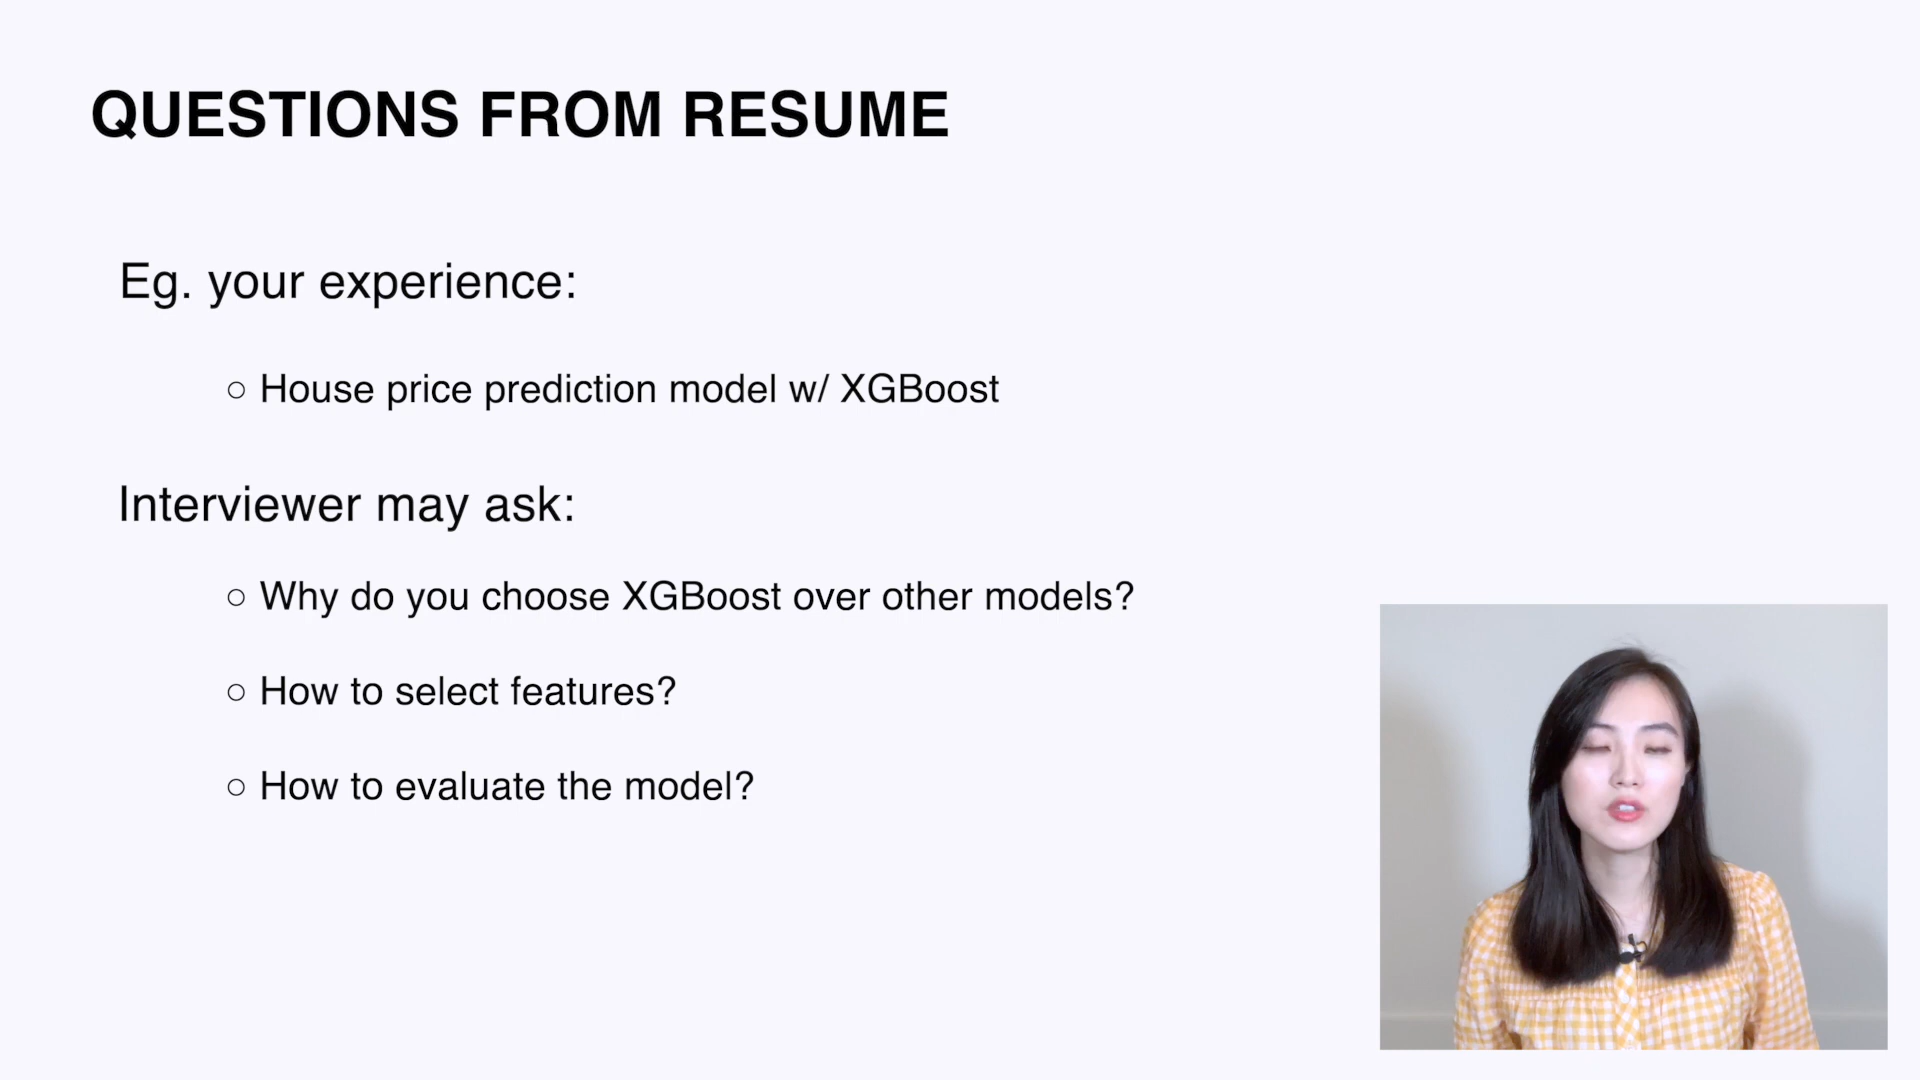 QUESTIONS FROM RESUME
Eg. your experience:
○ House price prediction model w/ XGBoost
Interviewer may ask:
○ Why do you choose XGBoost over other models?
○ How to select features?
○ How to evaluate the model?